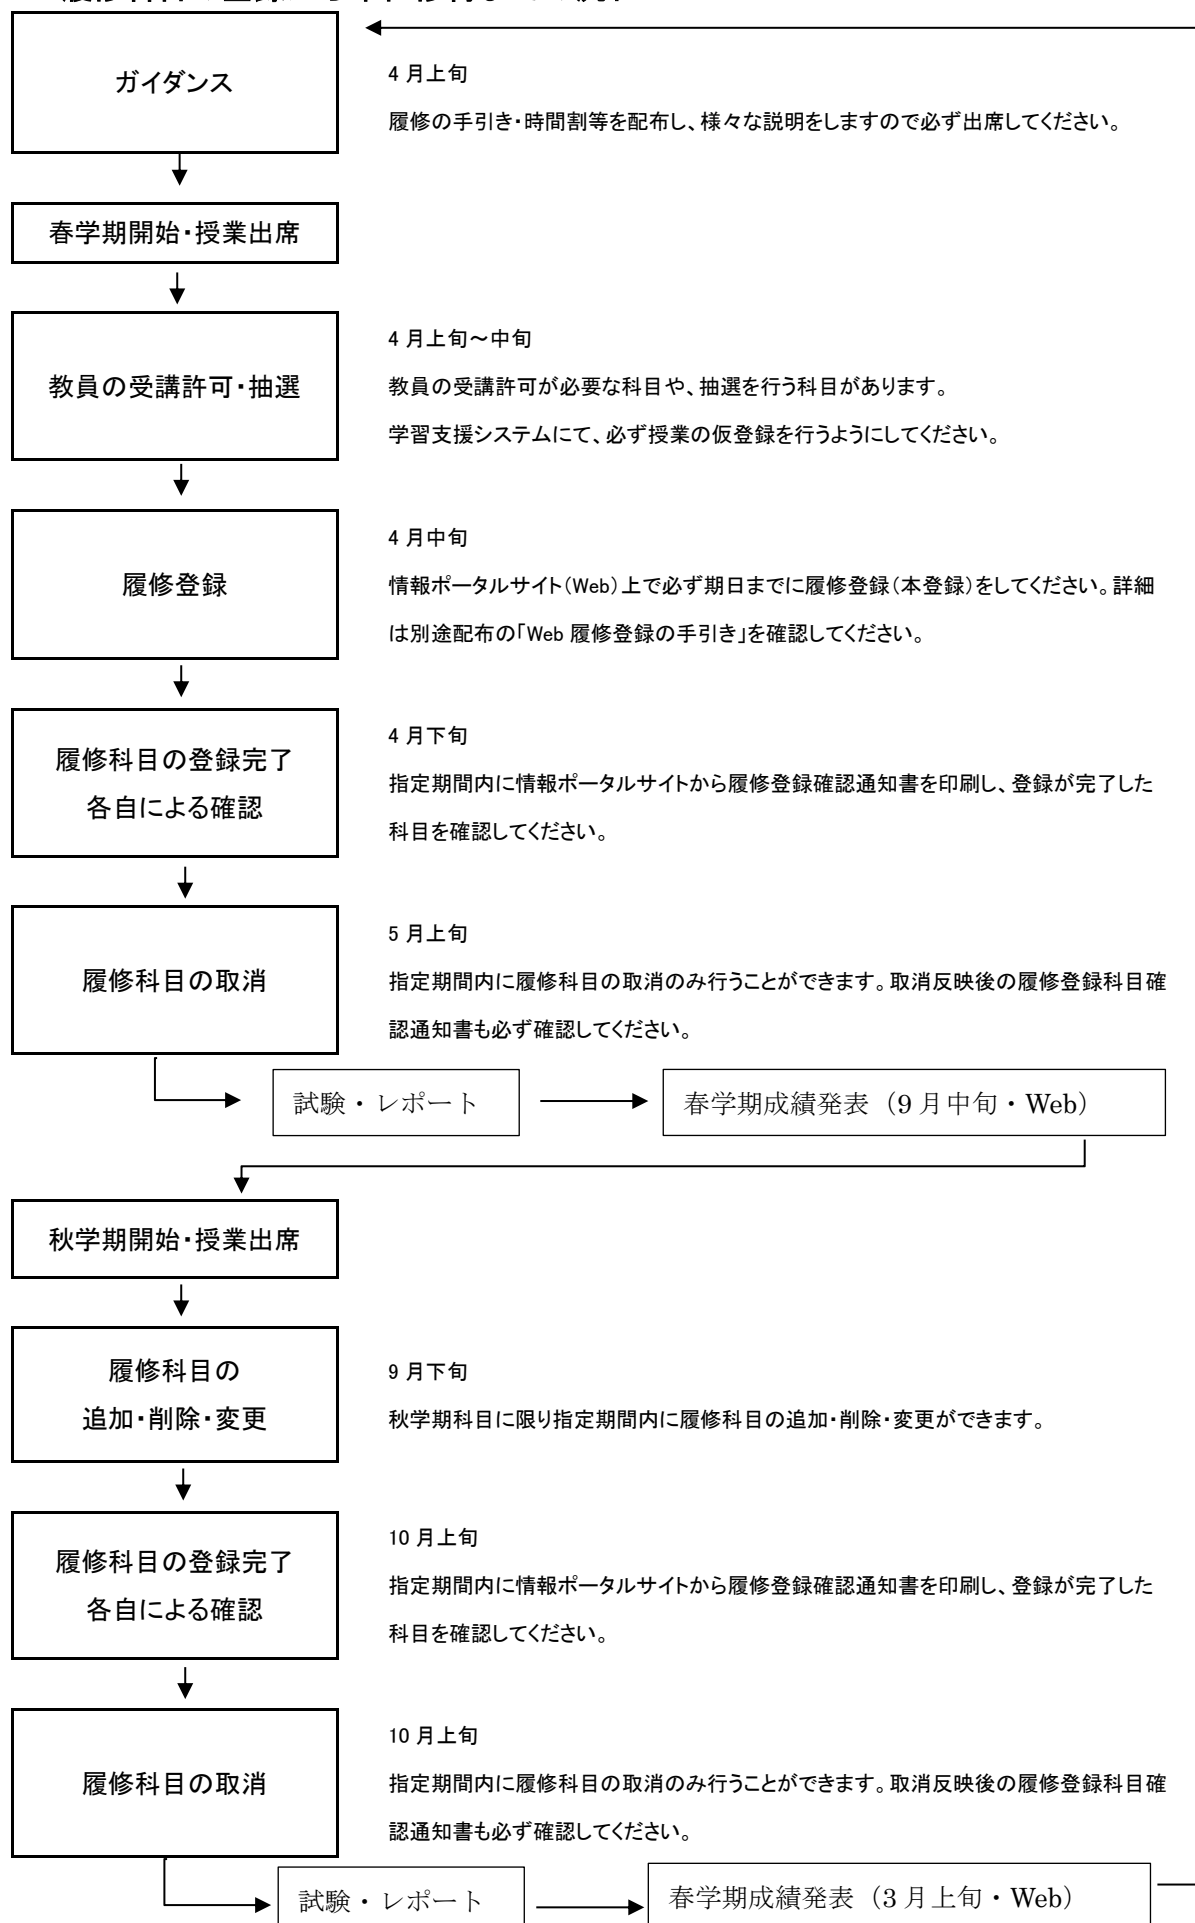 ガイダンス
4 月上旬
履修の手引き・時間割等を配布し、様々な説明をしますので必ず出席してください。
春学期開始・授業出席
教員の受講許可・抽選
4 月上旬～中旬
教員の受講許可が必要な科目や、抽選を行う科目があります。
学習支援システムにて、必ず授業の仮登録を行うようにしてください。
履修登録
4 月中旬
情報ポータルサイト（Web）上で必ず期日までに履修登録（本登録）をしてください。詳細
は別途配布の「Web 履修登録の手引き」を確認してください。
履修科目の登録完了
各自による確認
4 月下旬
指定期間内に情報ポータルサイトから履修登録確認通知書を印刷し、登録が完了した
科目を確認してください。
履修科目の取消
5 月上旬
指定期間内に履修科目の取消のみ行うことができます。取消反映後の履修登録科目確
認通知書も必ず確認してください。
試験・レポート
春学期成績発表（9 月中旬・Web）
秋学期開始・授業出席
履修科目の
追加・削除・変更
9 月下旬
秋学期科目に限り指定期間内に履修科目の追加・削除・変更ができます。
履修科目の登録完了
各自による確認
10 月上旬
指定期間内に情報ポータルサイトから履修登録確認通知書を印刷し、登録が完了した
科目を確認してください。
履修科目の取消
10 月上旬
指定期間内に履修科目の取消のみ行うことができます。取消反映後の履修登録科目確
認通知書も必ず確認してください。
試験・レポート
春学期成績発表（3 月上旬・Web）